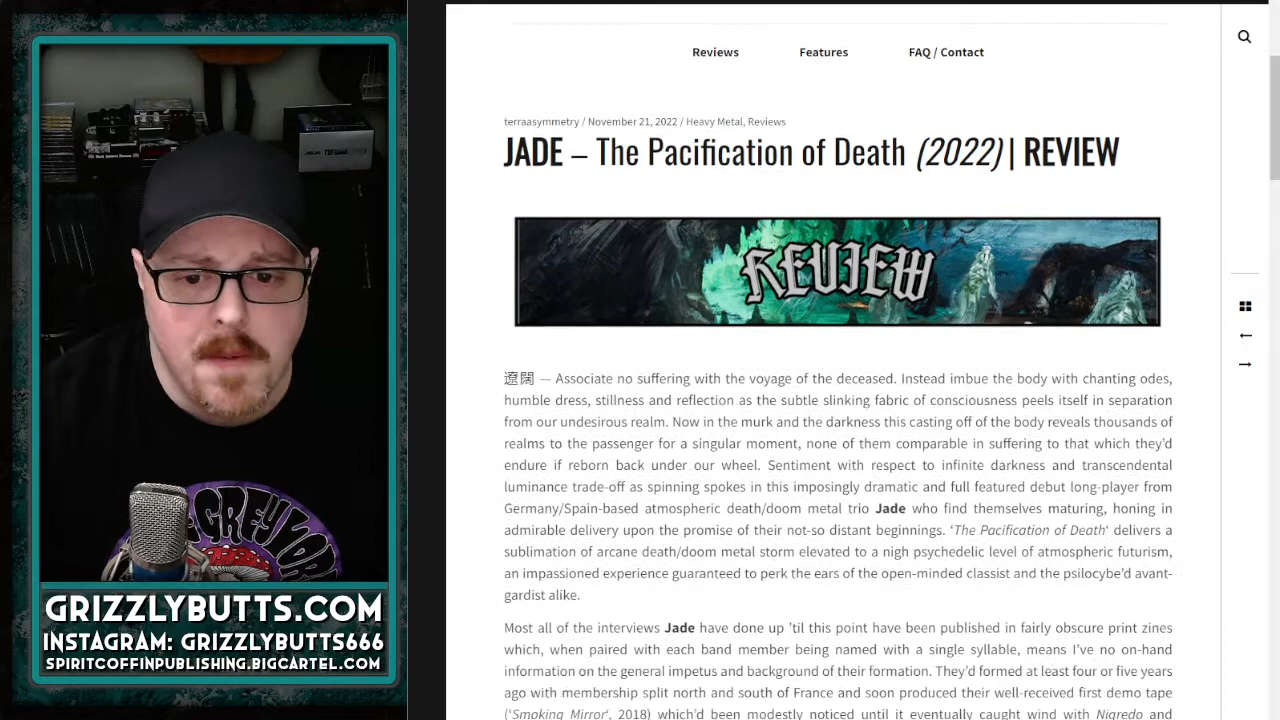 Reviews
Features
FAQ / Contact
terraasymmetry / November 21, 2022 / Heavy Metal, Reviews
JADE – The Pacification of Death (2022) | REVIEW
REVIEW
遼闊 — Associate no suffering with the voyage of the deceased. Instead imbue the body with chanting odes,
humble dress, stillness and reflection as the subtle slinking fabric of consciousness peels itself in separation
from our undesirous realm. Now in the murk and the darkness this casting off of the body reveals thousands of
realms to the passenger for a singular moment, none of them comparable in suffering to that which they'd
endure if reborn back under our wheel. Sentiment with respect to infinite darkness and transcendental
luminance trade-off as spinning spokes in this imposingly dramatic and full featured debut long-player from
Germany/Spain-based atmospheric death/doom metal trio Jade who find themselves maturing, honing in
admirable delivery upon the promise of their not-so distant beginnings. ‘The Pacification of Death‘ delivers a
sublimation of arcane death/doom metal storm elevated to a nigh psychedelic level of atmospheric futurism,
an impassioned experience guaranteed to perk the ears of the open-minded classist and the psilocybe'd avant-
gardist alike.
Most all of the interviews Jade have done up 'til this point have been published in fairly obscure print zines
which, when paired with each band member being named with a single syllable, means I've no on-hand
information on the general impetus and background of their formation. They'd formed at least four or five years
ago with membership split north and south of France and soon produced their well-received first demo tape
(‘Smoking Mirror‘, 2018) which'd been modestly noticed until it eventually caught wind with Nigredo and
GREYLORD
GRIZZLYBUTTS.COM
INSTAGRAM: GRIZZLYBUTTS666
SPIRITCOFFINPUBLISHING.BIGCARTEL.COM